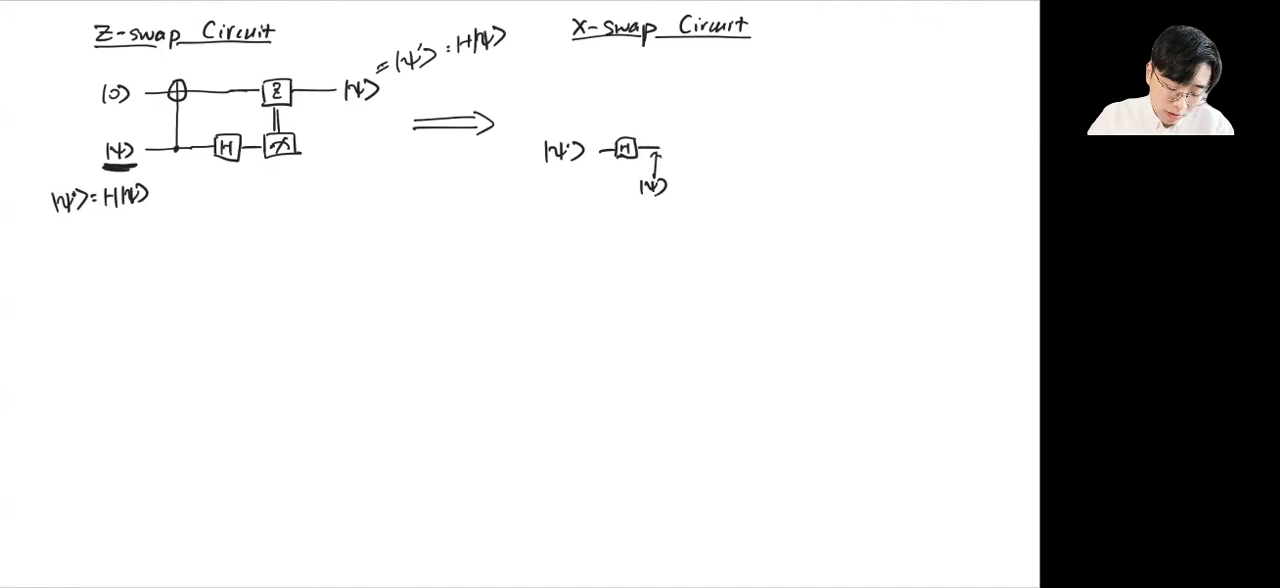 Z-swap Circuit
|0⟩ ⊕ Z |ψ⟩ = |ψ'⟩ = H|ψ⟩
|ψ⟩ H X
|ψ'⟩ = H|ψ⟩
X-swap Circuit
|ψ'⟩ H
|ψ⟩